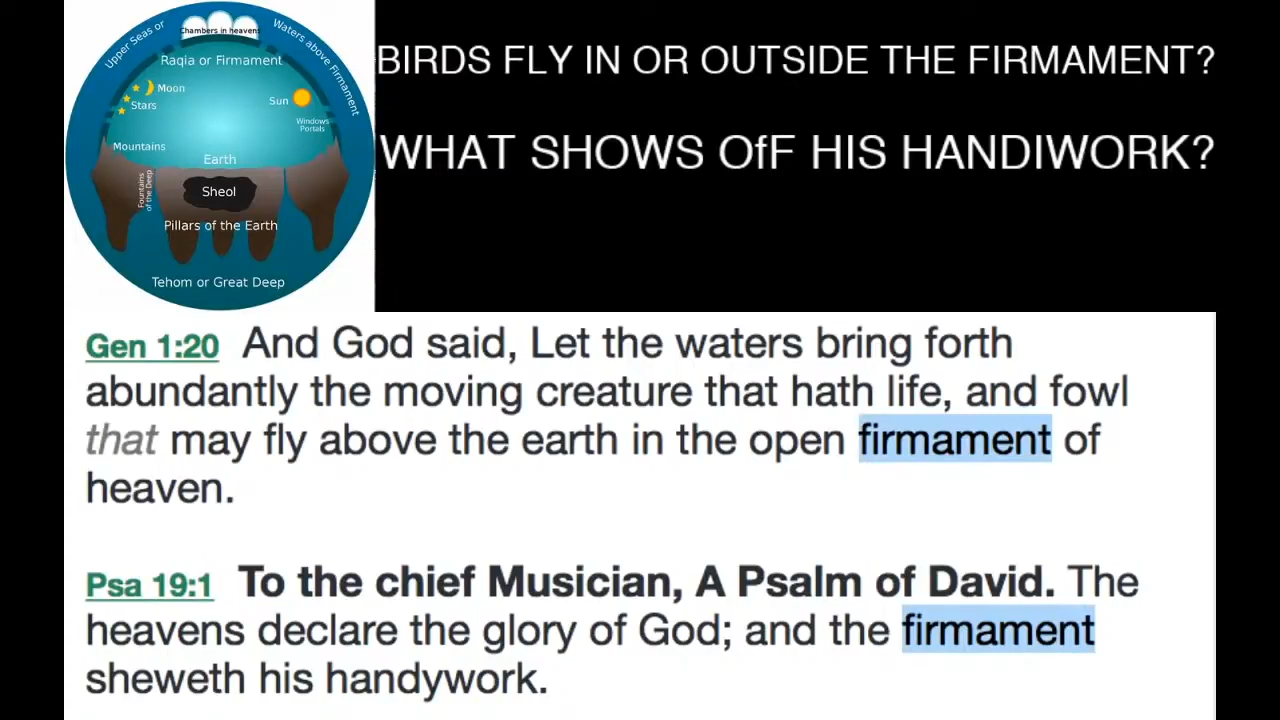 Chambers in heavens
Upper Seas or
Waters above Firmament
Raqia or Firmament
Moon
Stars
Sun
Windows
Portals
Mountains
Earth
Fountains
of the Deep
Sheol
Pillars of the Earth
Tehom or Great Deep
BIRDS FLY IN OR OUTSIDE THE FIRMAMENT?
WHAT SHOWS OfF HIS HANDIWORK?
Gen 1:20 And God said, Let the waters bring forth
abundantly the moving creature that hath life, and fowl
that may fly above the earth in the open firmament of
heaven.
Psa 19:1 To the chief Musician, A Psalm of David. The
heavens declare the glory of God; and the firmament
sheweth his handywork.